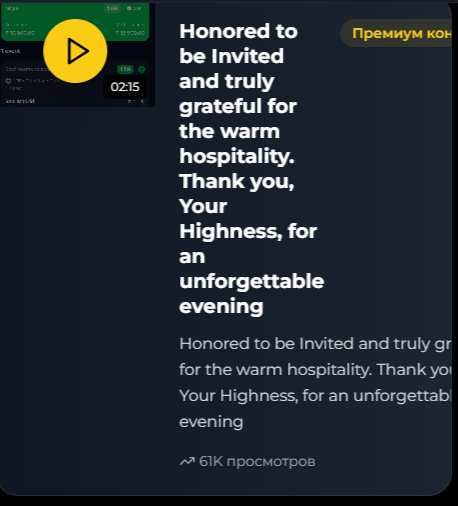 Honored to
be Invited
and truly
grateful for
the warm
hospitality.
Thank you,
Your
Highness, for
an
unforgettable
evening
Премиум кон
02:15
Honored to be Invited and truly gr
for the warm hospitality. Thank you
Your Highness, for an unforgettabl
evening
61K просмотров